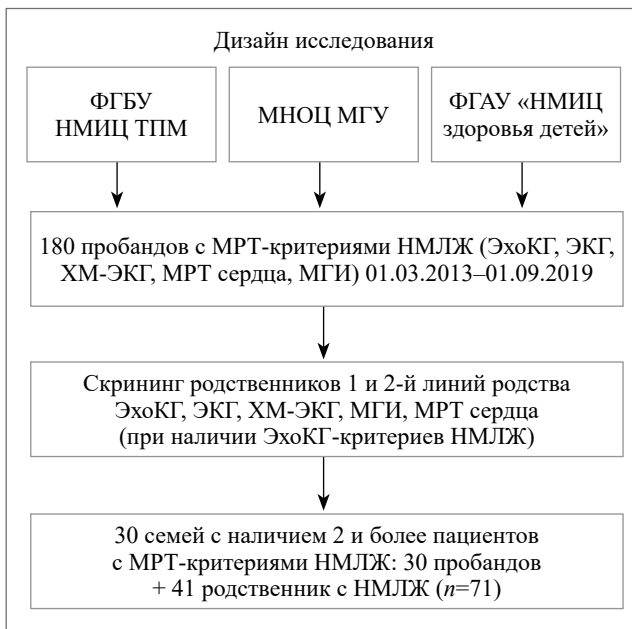 Дизайн исследования
ФГБУ
НМИЦ ТПМ
МНОЦ МГУ
ФГАУ «НМИЦ
здоровья детей»
180 пробандов с МРТ-критериями НМЛЖ (ЭхоКГ, ЭКГ,
ХМ-ЭКГ, МРТ сердца, МГИ) 01.03.2013–01.09.2019
Скрининг родственников 1 и 2-й линий родства
ЭхоКГ, ЭКГ, ХМ-ЭКГ, МГИ, МРТ сердца
(при наличии ЭхоКГ-критериев НМЛЖ)
30 семей с наличием 2 и более пациентов
с МРТ-критериями НМЛЖ: 30 пробандов
+ 41 родственник с НМЛЖ (n=71)